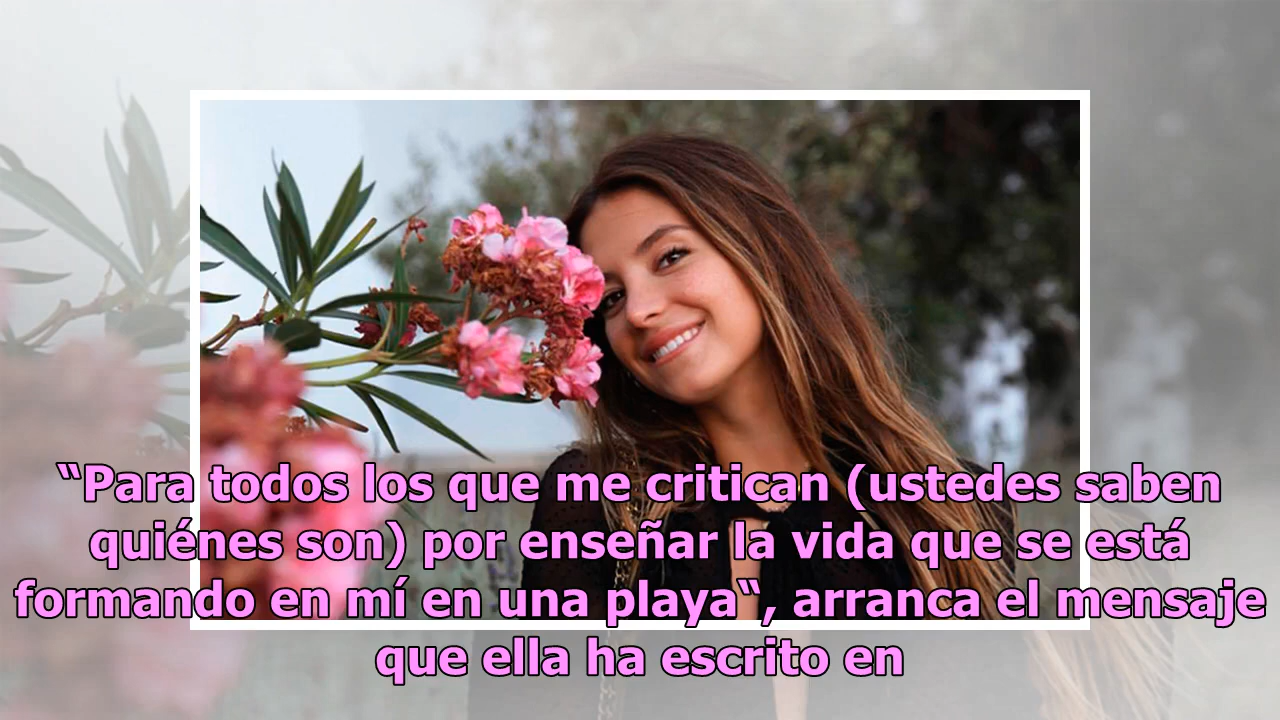 “Para todos los que me critican (ustedes saben
quiénes son) por enseñar la vida que se está
formando en mí en una playa“, arranca el mensaje
que ella ha escrito en